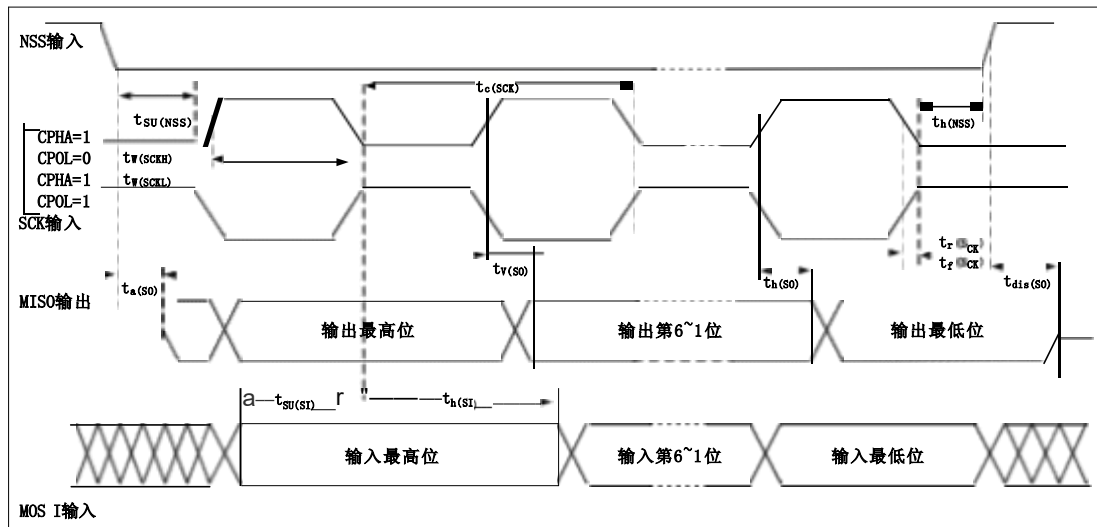 NSS输入
tc(SCK)
tSU(NSS)
th(NSS)
CPHA=1
CPOL=0
tW(SCKH)
CPHA=1
tW(SCKL)
CPOL=1
SCK输入
tV(SO)
th(SO)
tr(SCK)
tf(SCK)
ta(SO)
tdis(SO)
MISO输出
输出最高位
输出第6~1位
输出最低位
a—tSU(SI) r
th(SI)
输入最高位
输入第6~1位
输入最低位
MOS I输入